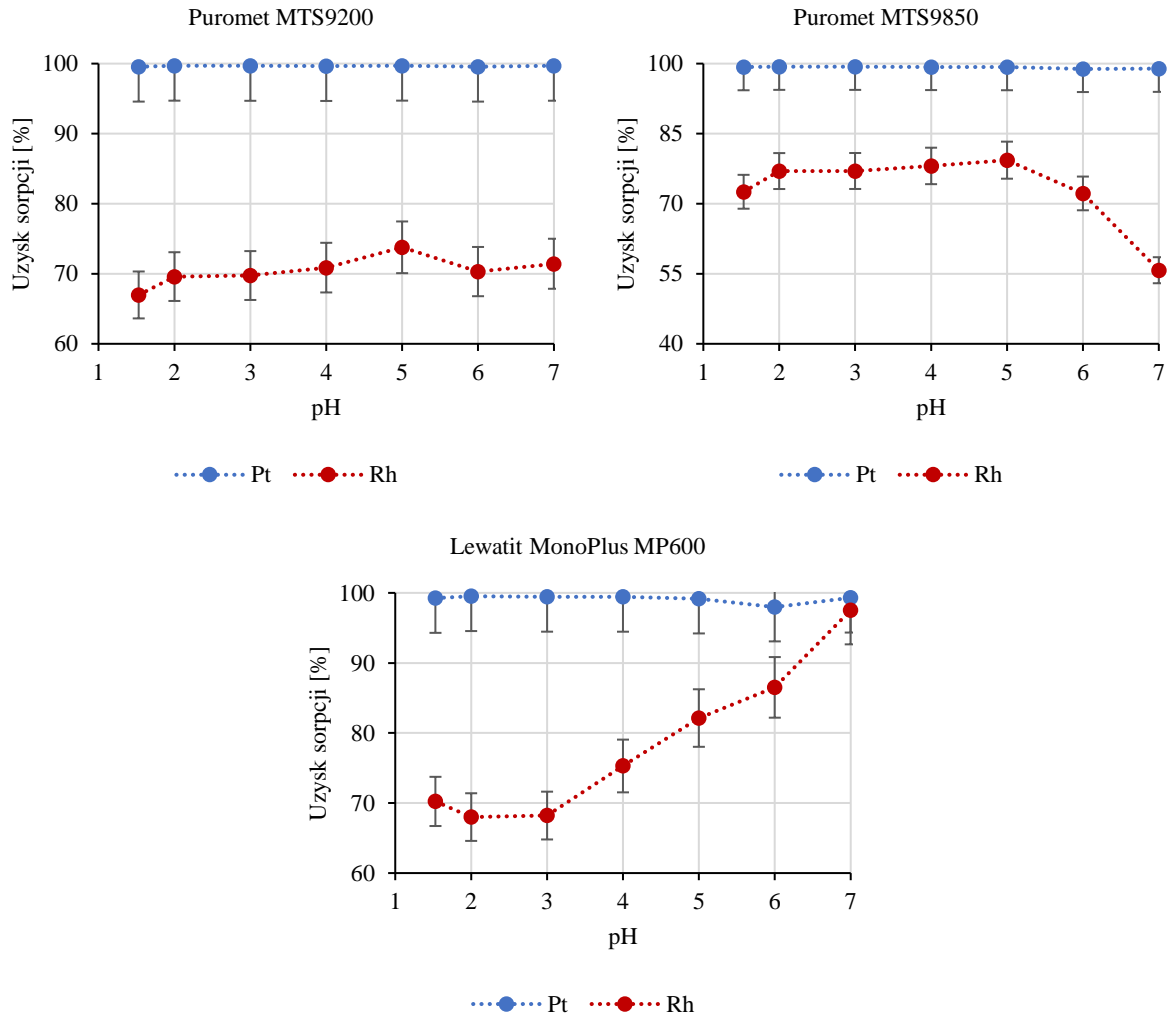 Puromet MTS9200
100
90
80
70
60
Uzysk sorpcji [%]
1 2 3 4 5 6 7
pH
Pt Rh
Puromet MTS9850
100
85
70
55
40
Uzysk sorpcji [%]
1 2 3 4 5 6 7
pH
Pt Rh
Lewatit MonoPlus MP600
100
90
80
70
60
Uzysk sorpcji [%]
1 2 3 4 5 6 7
pH
Pt Rh